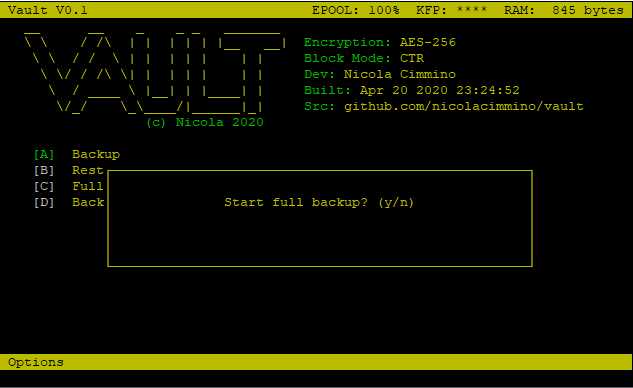 Vault V0.1 EPOOL: 100% KFP: **** RAM: 845 bytes
VAULT
Encryption: AES-256
Block Mode: CTR
Dev: Nicola Cimmino
Built: Apr 20 2020 23:24:52
Src: github.com/nicolacimmino/vault
(c) Nicola 2020
[A] Backup
[B] Rest
[C] Full
[D] Back
Start full backup? (y/n)
Options